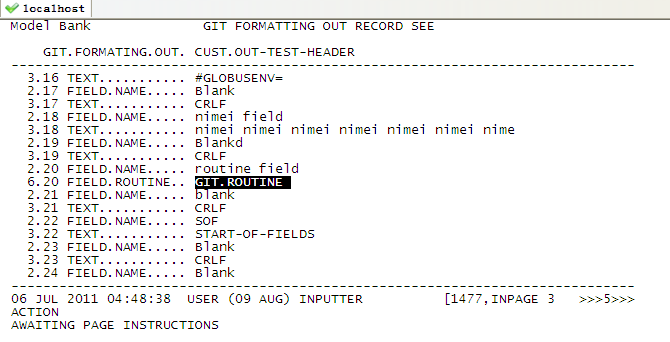 localhost
Model Bank GIT FORMATTING OUT RECORD SEE
GIT.FORMATING.OUT. CUST.OUT-TEST-HEADER
------------------------------------------------------------------------------
3.16 TEXT........... #GLOBUSENV=
2.17 FIELD.NAME..... Blank
3.17 TEXT........... CRLF
2.18 FIELD.NAME..... nimei field
3.18 TEXT........... nimei nimei nimei nimei nimei nimei nime
2.19 FIELD.NAME..... Blankd
3.19 TEXT........... CRLF
2.20 FIELD.NAME..... routine field
6.20 FIELD.ROUTINE.. GIT.ROUTINE
2.21 FIELD.NAME..... blank
3.21 TEXT........... CRLF
2.22 FIELD.NAME..... SOF
3.22 TEXT........... START-OF-FIELDS
2.23 FIELD.NAME..... Blank
3.23 TEXT........... CRLF
2.24 FIELD.NAME..... Blank
------------------------------------------------------------------------------
06 JUL 2011 04:48:38 USER (09 AUG) INPUTTER [1477,INPAGE 3 >>>5>>>
ACTION
AWAITING PAGE INSTRUCTIONS